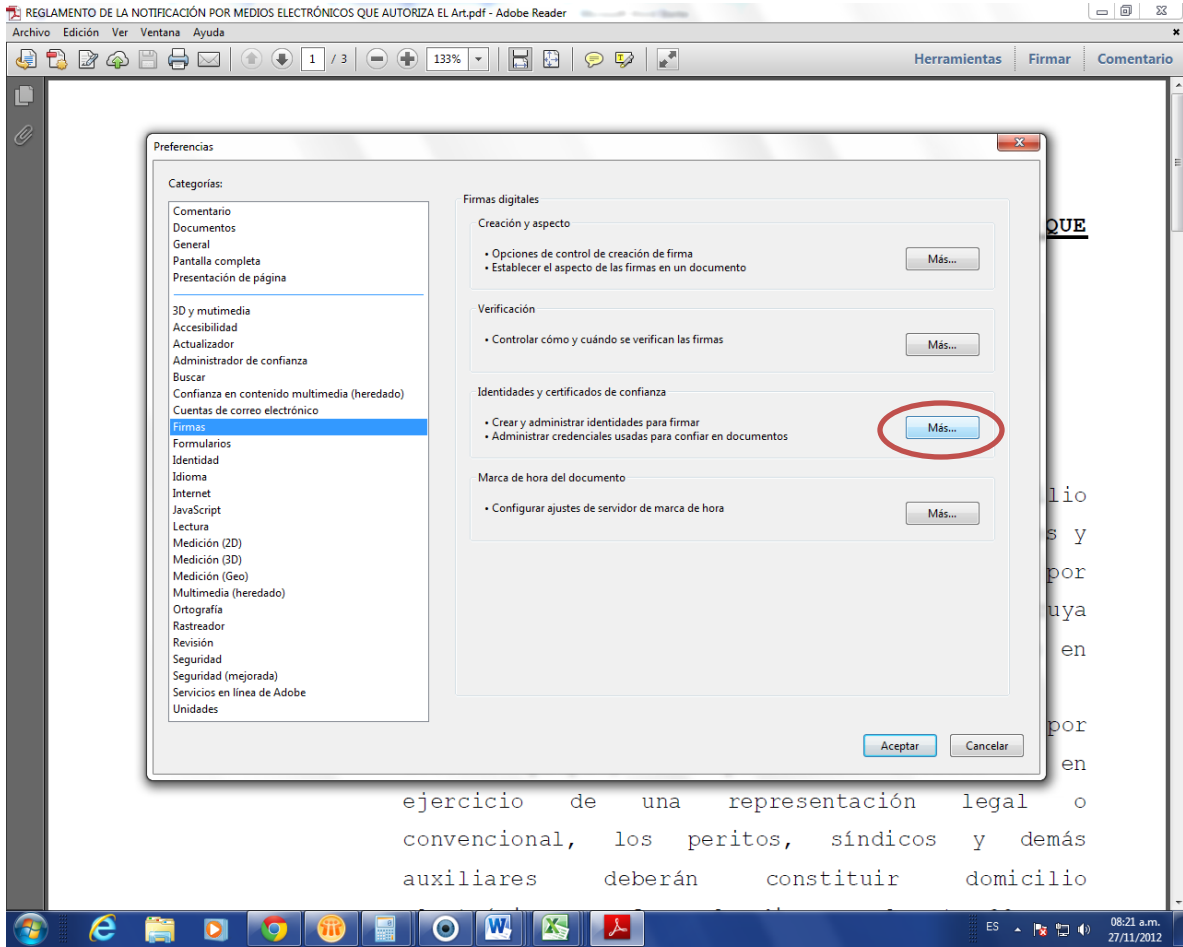 REGLAMENTO DE LA NOTIFICACIÓN POR MEDIOS ELECTRÓNICOS QUE AUTORIZA EL Art.pdf - Adobe Reader
Archivo Edición Ver Ventana Ayuda
1 / 3 133% Herramientas Firmar Comentario
Preferencias
Categorías:
Comentario
Documentos
General
Pantalla completa
Presentación de página
3D y mutimedia
Accesibilidad
Actualizador
Administrador de confianza
Buscar
Confianza en contenido multimedia (heredado)
Cuentas de correo electrónico
Firmas
Formularios
Identidad
Idioma
Internet
JavaScript
Lectura
Medición (2D)
Medición (3D)
Medición (Geo)
Multimedia (heredado)
Ortografía
Rastreador
Revisión
Seguridad
Seguridad (mejorada)
Servicios en línea de Adobe
Unidades
Firmas digitales
Creación y aspecto
• Opciones de control de creación de firma
• Establecer el aspecto de las firmas en un documento
Más...
Verificación
• Controlar cómo y cuándo se verifican las firmas
Más...
Identidades y certificados de confianza
• Crear y administrar identidades para firmar
• Administrar credenciales usadas para confiar en documentos
Más...
Marca de hora del documento
• Configurar ajustes de servidor de marca de hora
Más...
Aceptar Cancelar
QUE
lio
s y
por
uya
en
por
en
ejercicio de una representación legal o
convencional, los peritos, síndicos y demás
auxiliares deberán constituir domicilio
ES 08:21 a.m.
27/11/2012